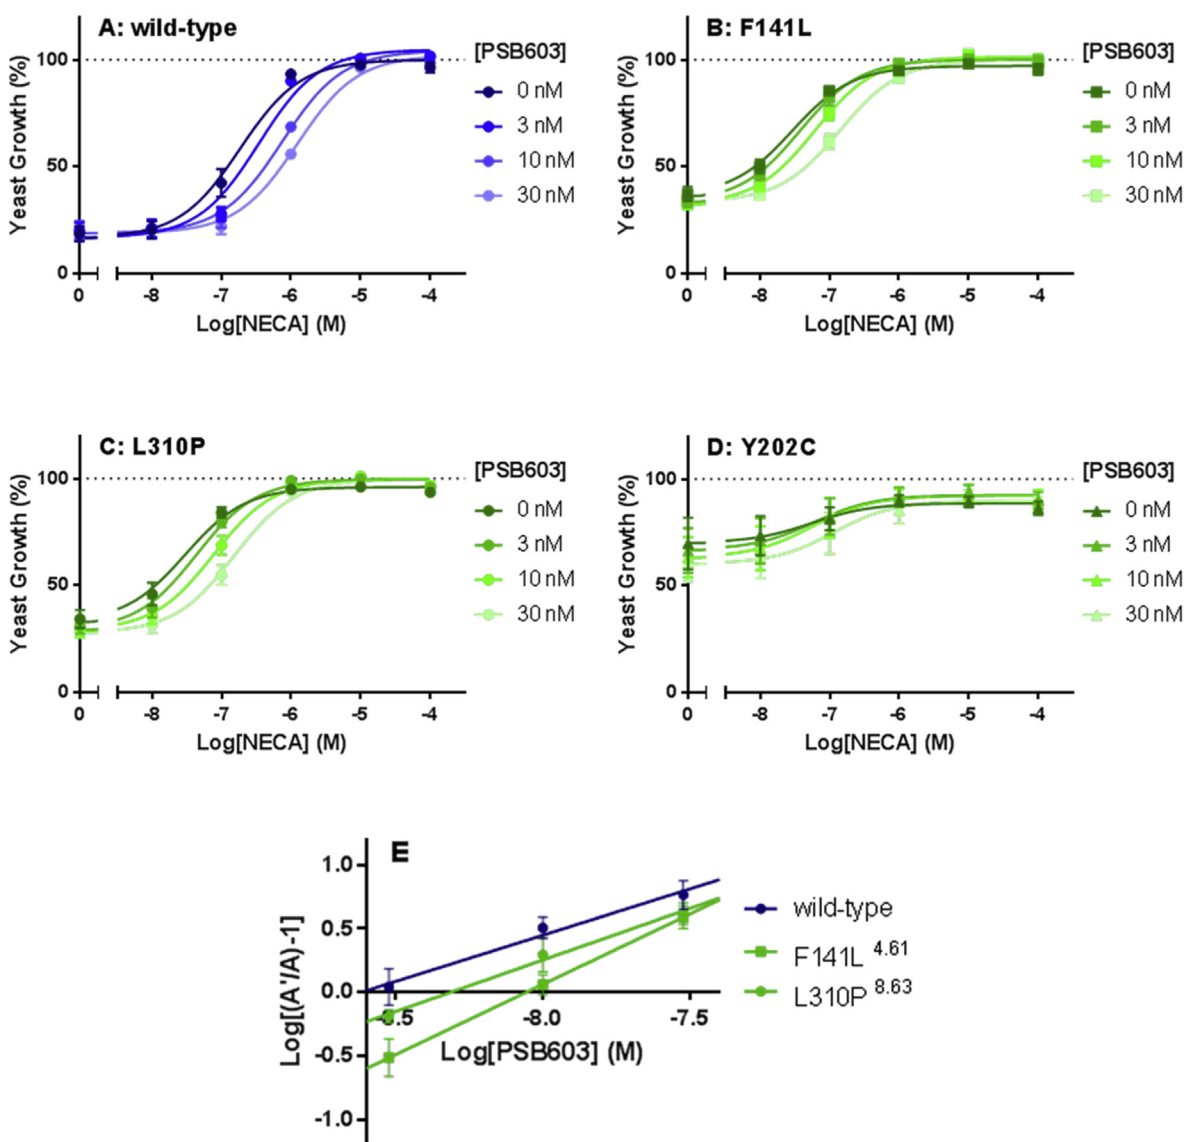 A: wild-type
Yeast Growth (%)
100
50
0
0 -8 -7 -6 -5 -4
Log[NECA] (M)
[PSB603]
0 nM
3 nM
10 nM
30 nM
B: F141L
Yeast Growth (%)
100
50
0
0 -8 -7 -6 -5 -4
Log[NECA] (M)
[PSB603]
0 nM
3 nM
10 nM
30 nM
C: L310P
Yeast Growth (%)
100
50
0
0 -8 -7 -6 -5 -4
Log[NECA] (M)
[PSB603]
0 nM
3 nM
10 nM
30 nM
D: Y202C
Yeast Growth (%)
100
50
0
0 -8 -7 -6 -5 -4
Log[NECA] (M)
[PSB603]
0 nM
3 nM
10 nM
30 nM
E
Log[(A'/A)-1]
1.0
0.5
0.0
-0.5
-1.0
-8.5 -8.0 -7.5
Log[PSB603] (M)
wild-type
F141L 4.61
L310P 8.63